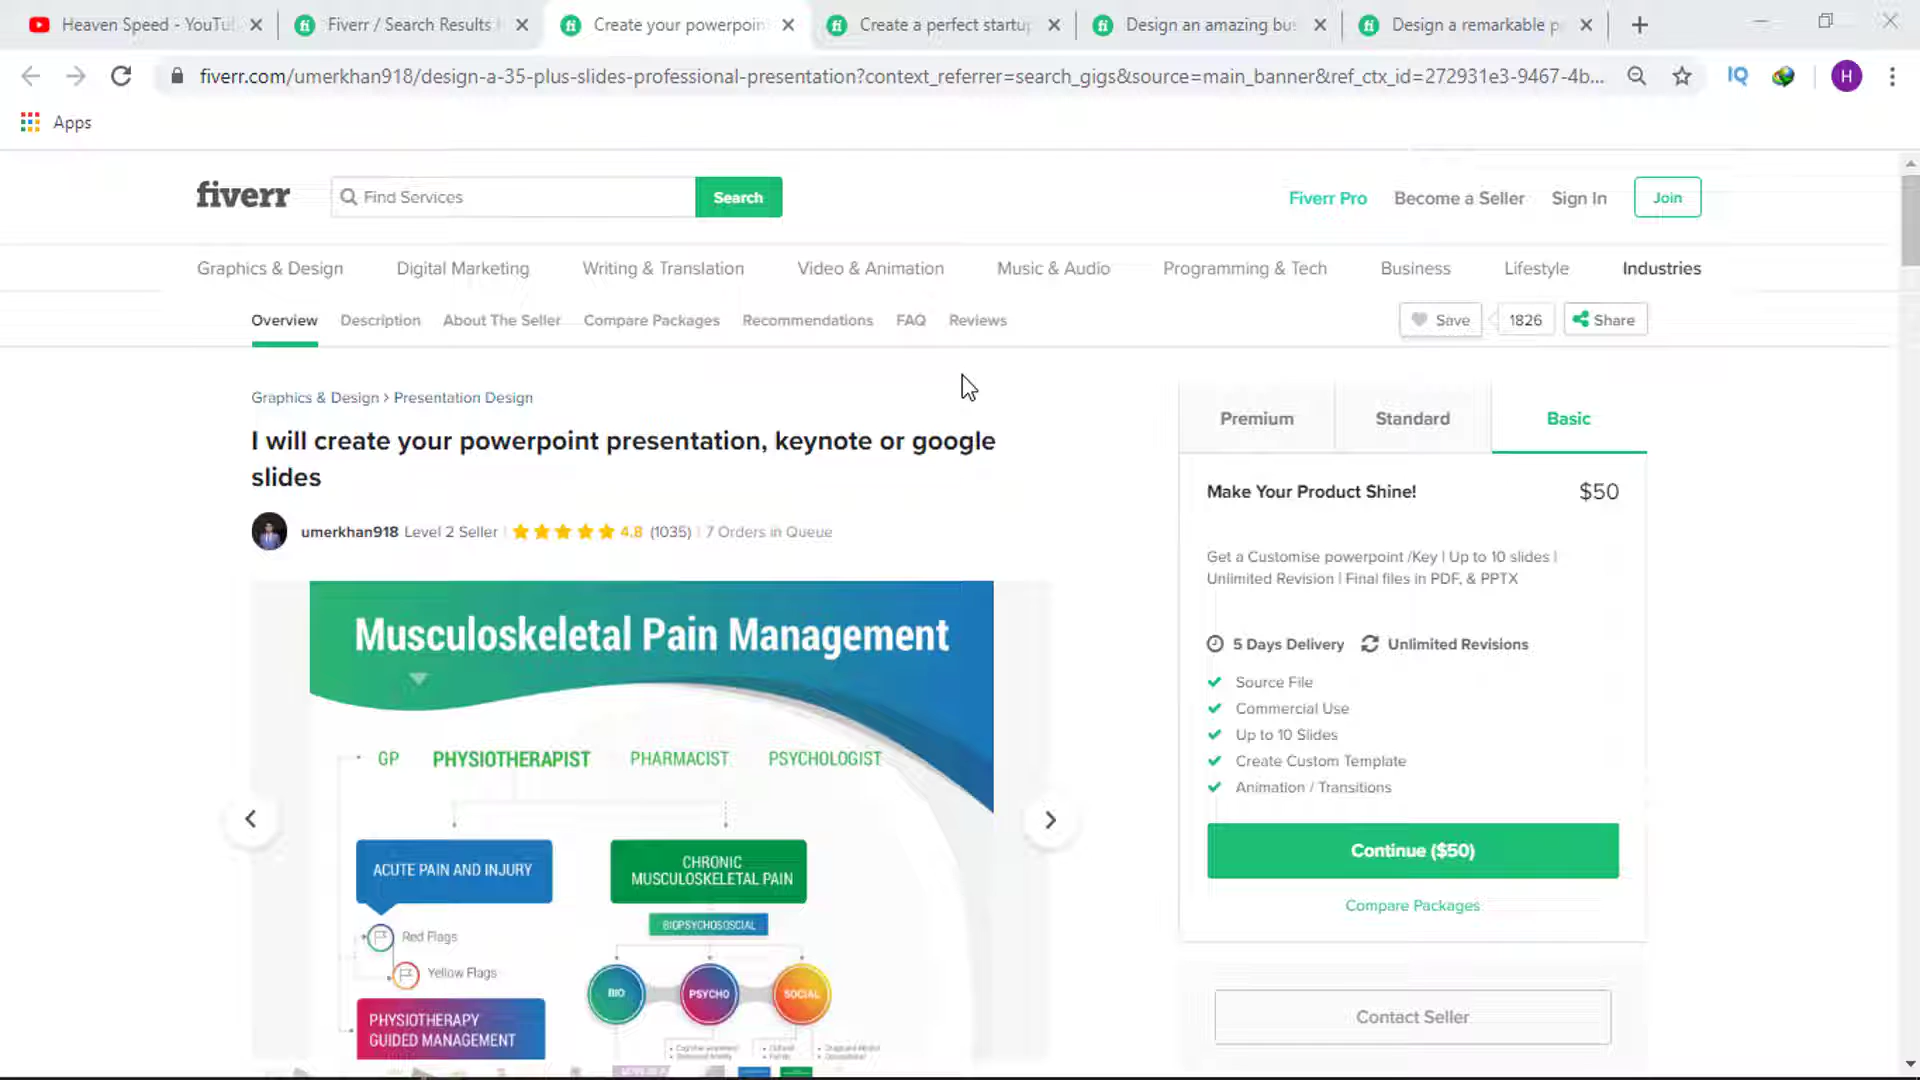 Heaven Speed - YouTu
Fiverr / Search Results
Create your powerpoin
Create a perfect startu
Design an amazing bu
Design a remarkable p
fiverr.com/umerkhan918/design-a-35-plus-slides-professional-presentation?context_referrer=search_gigs&source=main_banner&ref_ctx_id=272931e3-9467-4b...
IQ
H
Apps
fiverr
Find Services
Search
Fiverr Pro
Become a Seller
Sign In
Join
Graphics & Design
Digital Marketing
Writing & Translation
Video & Animation
Music & Audio
Programming & Tech
Business
Lifestyle
Industries
Overview
Description
About The Seller
Compare Packages
Recommendations
FAQ
Reviews
Save
1826
Share
Graphics & Design > Presentation Design
I will create your powerpoint presentation, keynote or google
slides
umerkhan918 Level 2 Seller 4.8 (1035) 7 Orders in Queue
Musculoskeletal Pain Management
GP
PHYSIOTHERAPIST
PHARMACIST
PSYCHOLOGIST
ACUTE PAIN AND INJURY
CHRONIC
MUSCULOSKELETAL PAIN
BIOPSYCHOSOCIAL
Red Flags
Yellow Flags
BIO
PSYCHO
SOCIAL
PHYSIOTHERAPY
GUIDED MANAGEMENT
Premium
Standard
Basic
Make Your Product Shine!
$50
Get a Customise powerpoint /Key | Up to 10 slides |
Unlimited Revision | Final files in PDF, & PPTX
5 Days Delivery
Unlimited Revisions
Source File
Commercial Use
Up to 10 Slides
Create Custom Template
Animation / Transitions
Continue ($50)
Compare Packages
Contact Seller